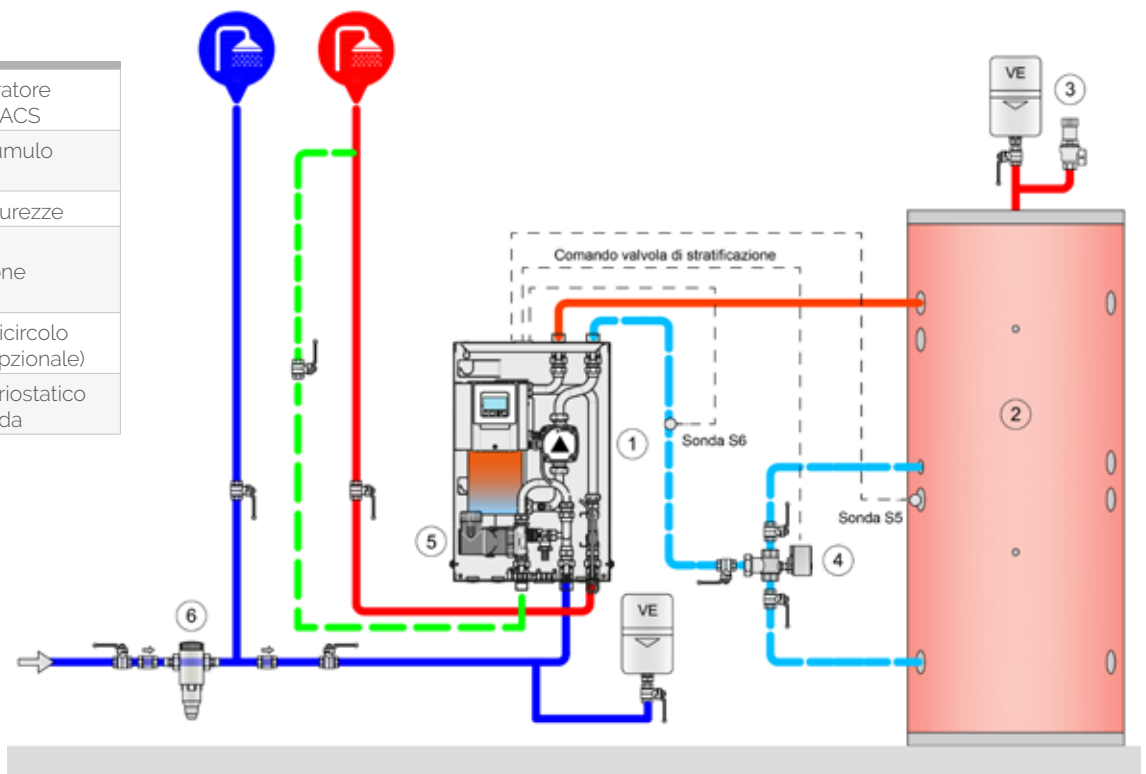 ratore
ACS
umulo
urezze
one
icircolo
pzionale)
riostatico
da
VE
3
Comando valvola di stratificazione
1
Sonda S6
2
Sonda S5
5
4
6
VE